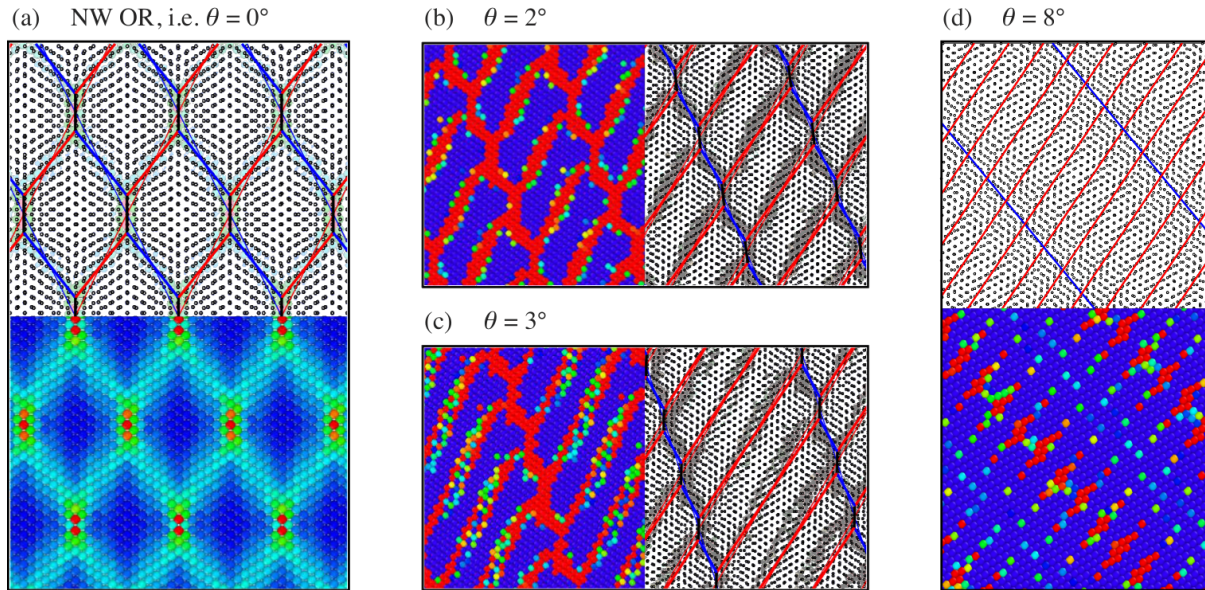 (a) NW OR, i.e. θ = 0°
(b) θ = 2°
(c) θ = 3°
(d) θ = 8°